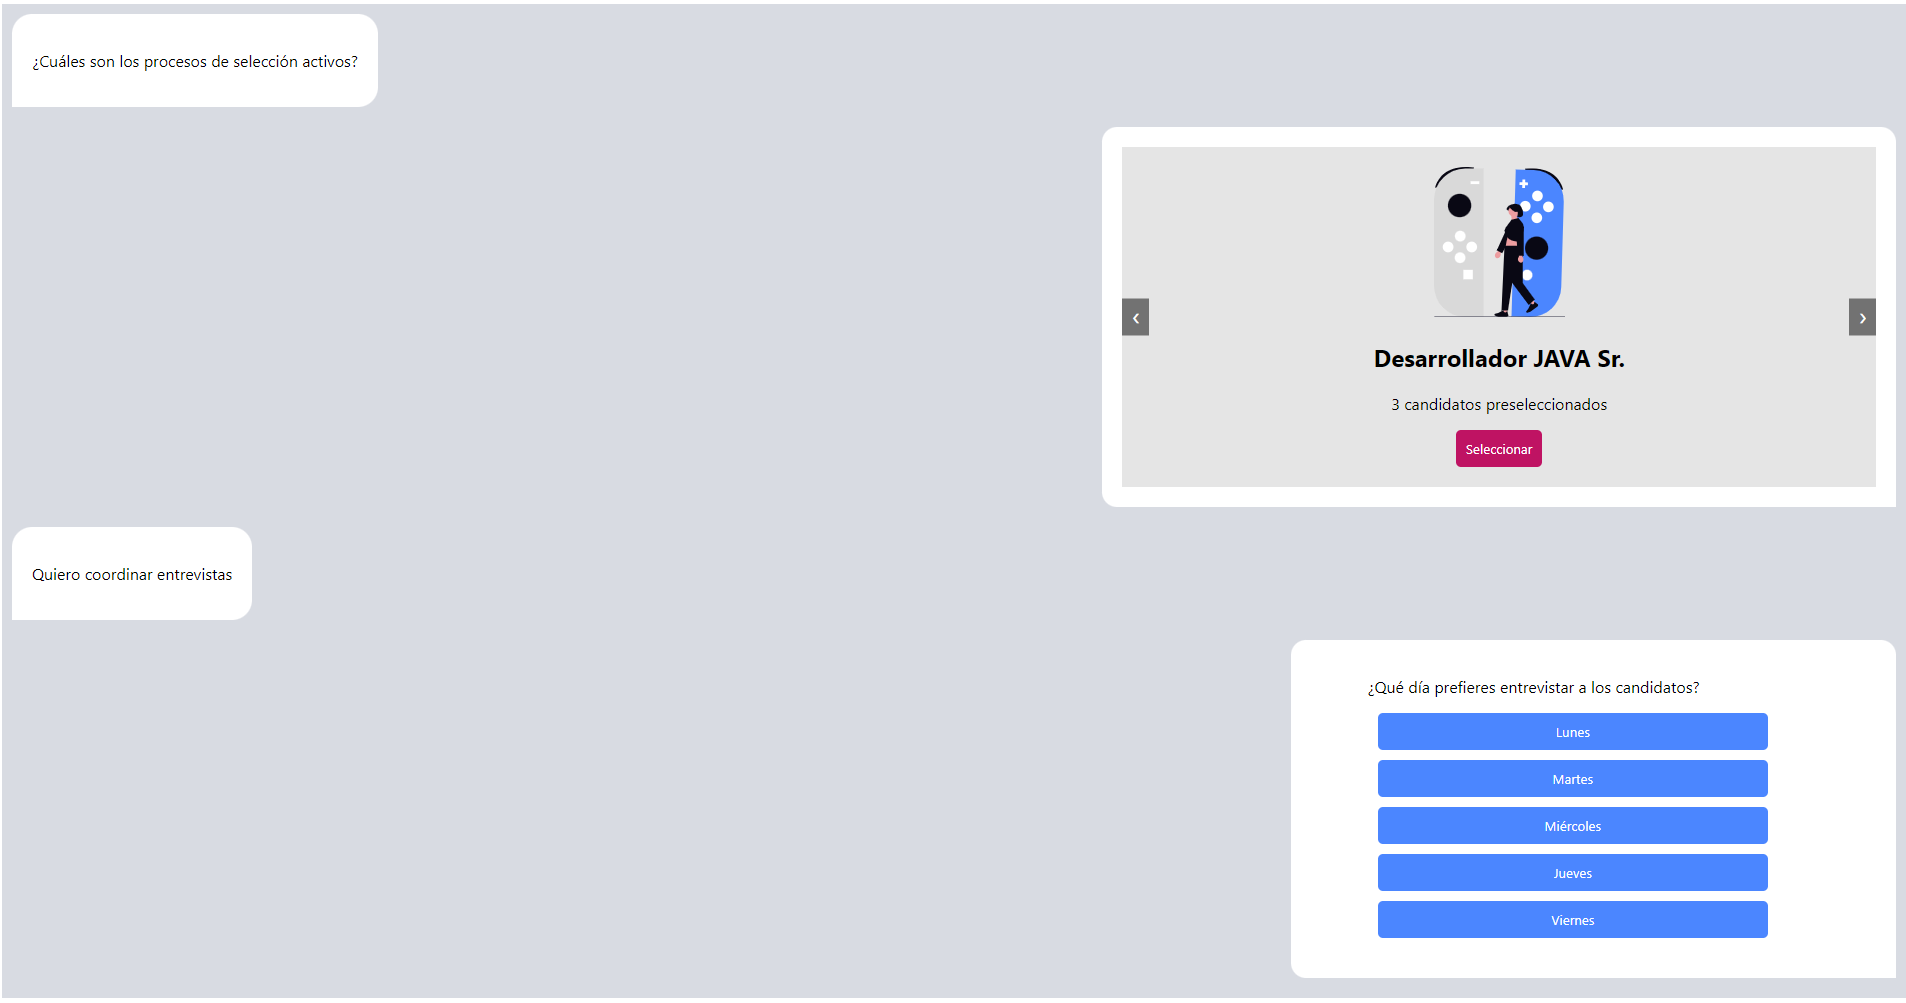 ¿Cuáles son los procesos de selección activos?
Desarrollador JAVA Sr.
3 candidatos preseleccionados
Seleccionar
Quiero coordinar entrevistas
¿Qué día prefieres entrevistar a los candidatos?
Lunes
Martes
Miércoles
Jueves
Viernes